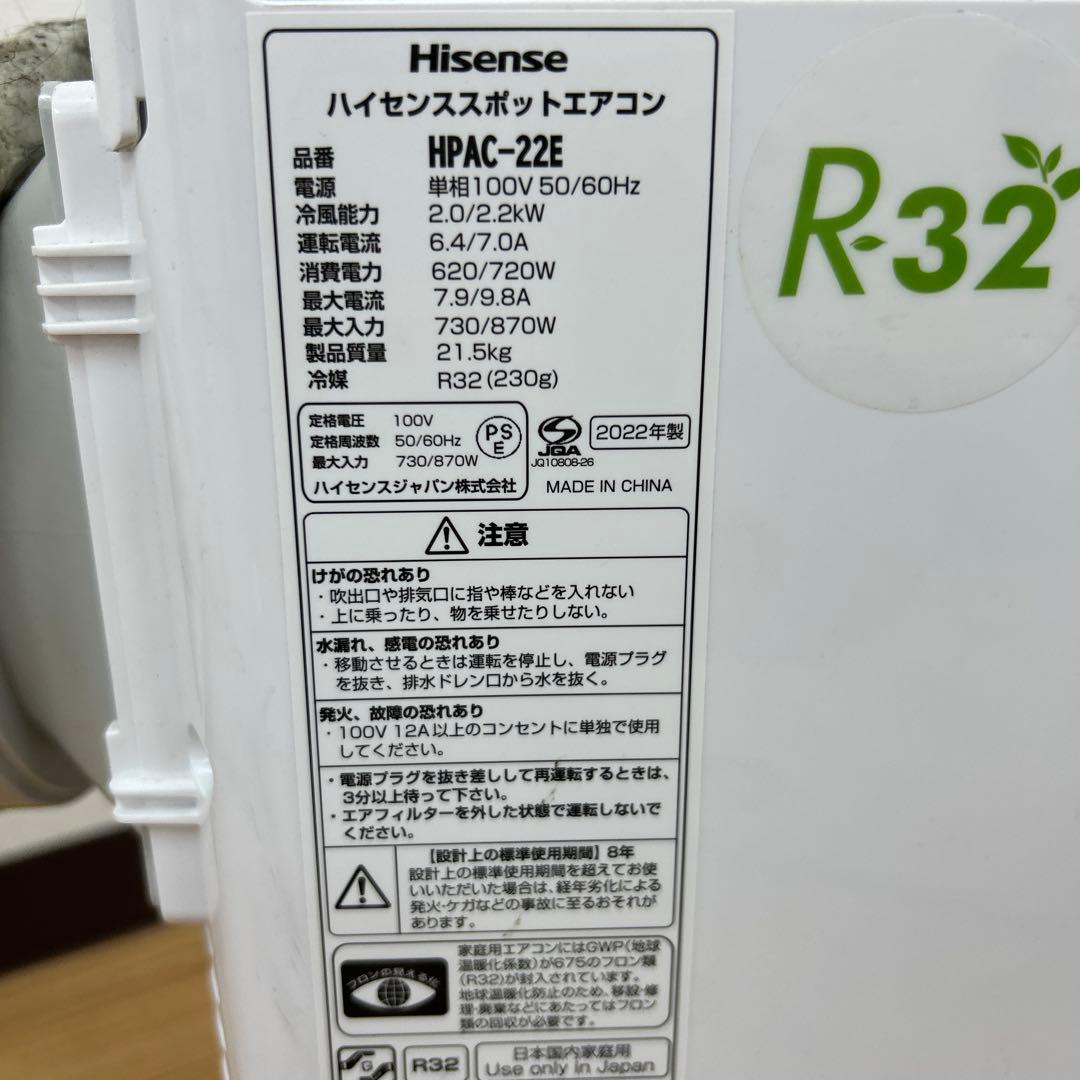 Hisense
ハイセンススポットエアコン
品番 HPAC-22E
電源 単相100V 50/60Hz
冷風能力 2.0/2.2kW
運転電流 6.4/7.0A
消費電力 620/720W
最大電流 7.9/9.8A
最大入力 730/870W
製品質量 21.5kg
冷媒 R32 (230g)
定格電圧 100V
定格周波数 50/60Hz
最大入力 730/870W
ハイセンスジャパン株式会社
PS
E
JQA
JQ10808-26
2022年製
MADE IN CHINA
注意
けがの恐れあり
・吹出口や排気口に指や棒などを入れない
・上に乗ったり、物を乗せたりしない。
水漏れ、感電の恐れあり
・移動させるときは運転を停止し、電源プラグ
を抜き、排水ドレン口から水を抜く。
発火、故障の恐れあり
・100V 12A以上のコンセントに単独で使用
してください。
・電源プラグを抜き差しして再運転するときは、
3分以上待って下さい。
・エアフィルターを外した状態で運転しないで
ください。
【設計上の標準使用期間】8年
設計上の標準使用期間を超えてお使
いいただいた場合は、経年劣化による
発火・ケガなどの事故に至るおそれが
あります。
フロンの見える化
家庭用エアコンにはGWP(地球
温暖化係数)が675のフロン類
(R32)が封入されています。
地球温暖化防止のため、移設・修
理・廃棄などにあたってはフロン
類の回収が必要です。
G
R32
日本国内家庭用
Use only in Japan
R-32